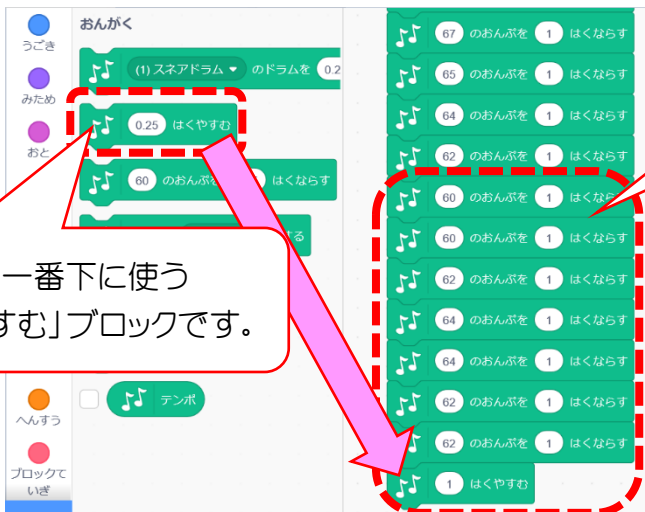 うごき
みため
おと
へんすう
ブロックて
いぎ
おんがく
(1) スネアドラム のドラムを 0.2
0.25 はくやすむ
60 のおんぷを はくならす
する
一番下に使う
すむ」ブロックです。
テンポ
67 のおんぷを 1 はくならす
65 のおんぷを 1 はくならす
64 のおんぷを 1 はくならす
62 のおんぷを 1 はくならす
60 のおんぷを 1 はくなら
60 のおんぷを 1 はくならす
62 のおんぷを 1 はくならす
64 のおんぷを 1 はくならす
64 のおんぷを 1 はくならす
62 のおんぷを 1 はくならす
62 のおんぷを 1 はくならす
1 はくやすむ